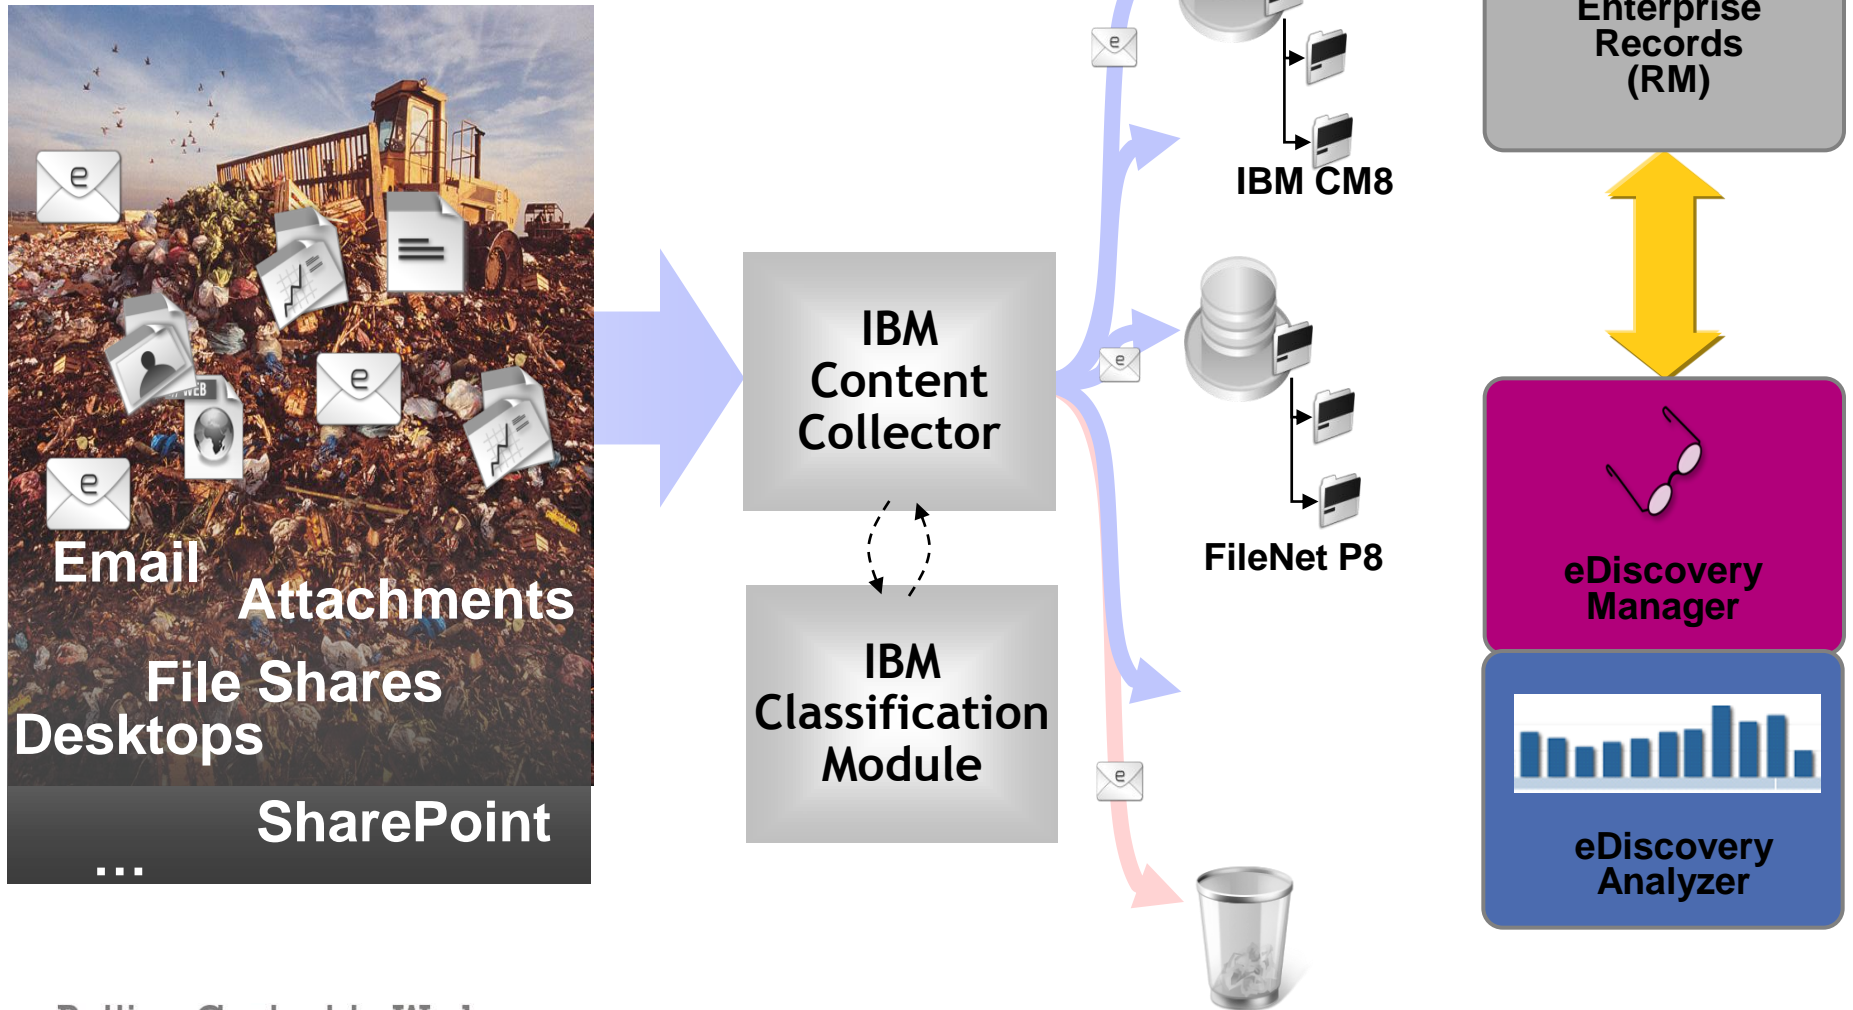 Enterprise
Records
(RM)
IBM CM8
IBM
Content
Collector
WEB
Email
Attachments
File Shares
Desktops
SharePoint
...
FileNet P8
IBM
Classification
Module
eDiscovery
Manager
eDiscovery
Analyzer
e
e
e
e
e
e